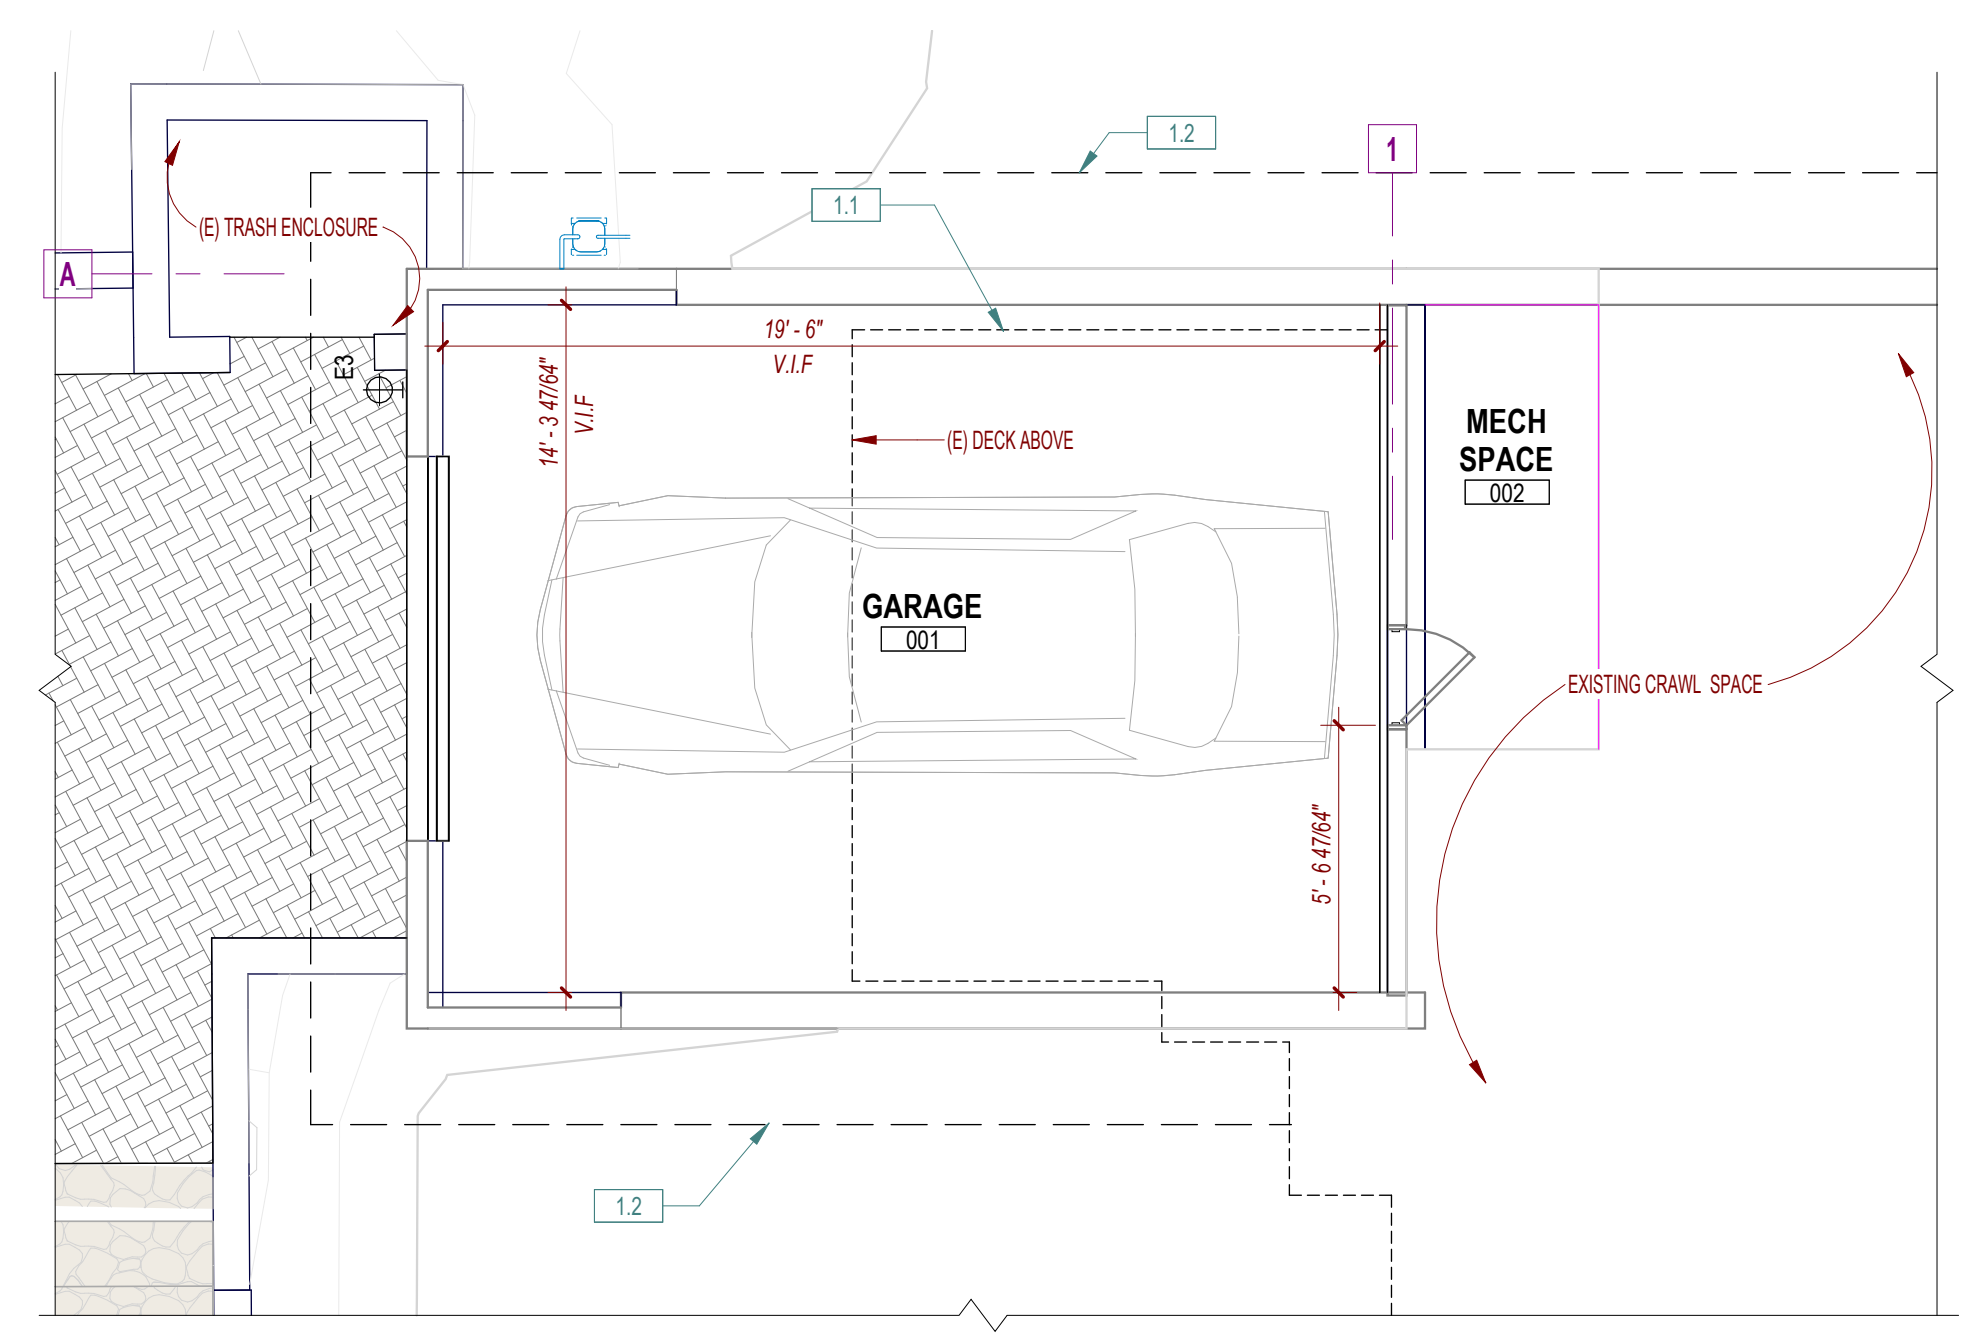 1.2
1
1.1
(E) TRASH ENCLOSURE
A
19' - 6"
V.I.F
E3
14' - 3 47/64"
V.I.F
(E) DECK ABOVE
MECH
SPACE
002
GARAGE
001
EXISTING CRAWL SPACE
5' - 6 47/64"
1.2